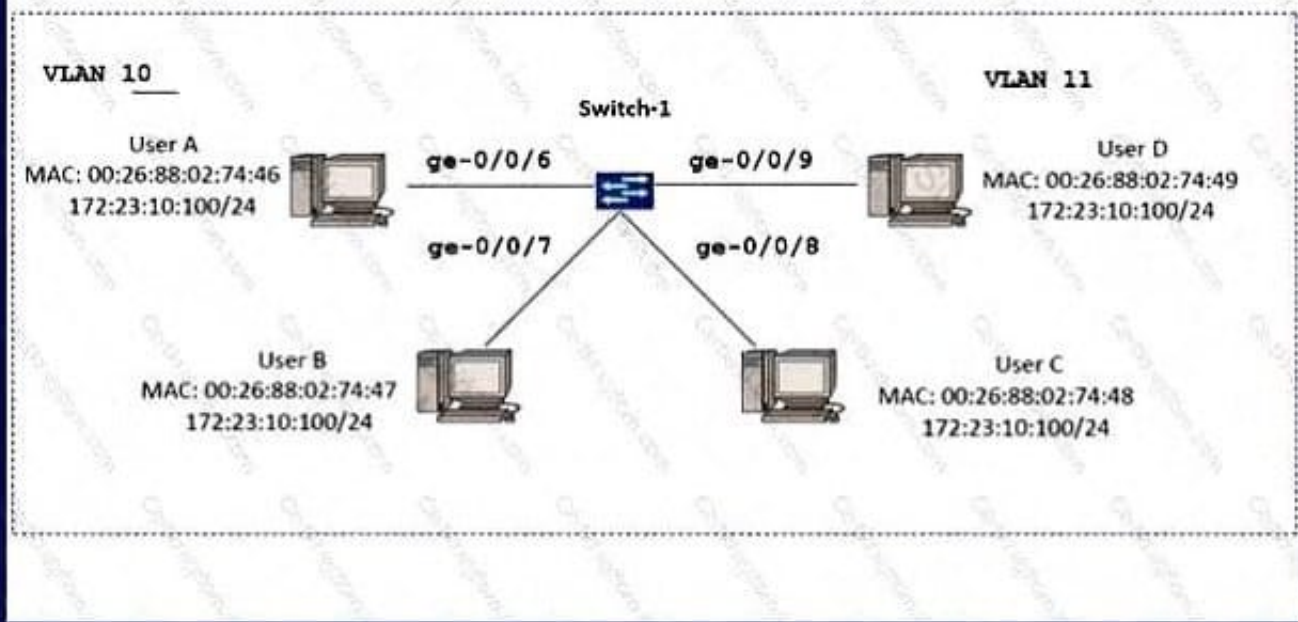 VLAN 10
VLAN 11
Switch-1
User A
MAC: 00:26:88:02:74:46
172:23:10:100/24
ge-0/0/6
ge-0/0/9
User D
MAC: 00:26:88:02:74:49
172:23:10:100/24
ge-0/0/7
ge-0/0/8
User B
MAC: 00:26:88:02:74:47
172:23:10:100/24
User C
MAC: 00:26:88:02:74:48
172:23:10:100/24